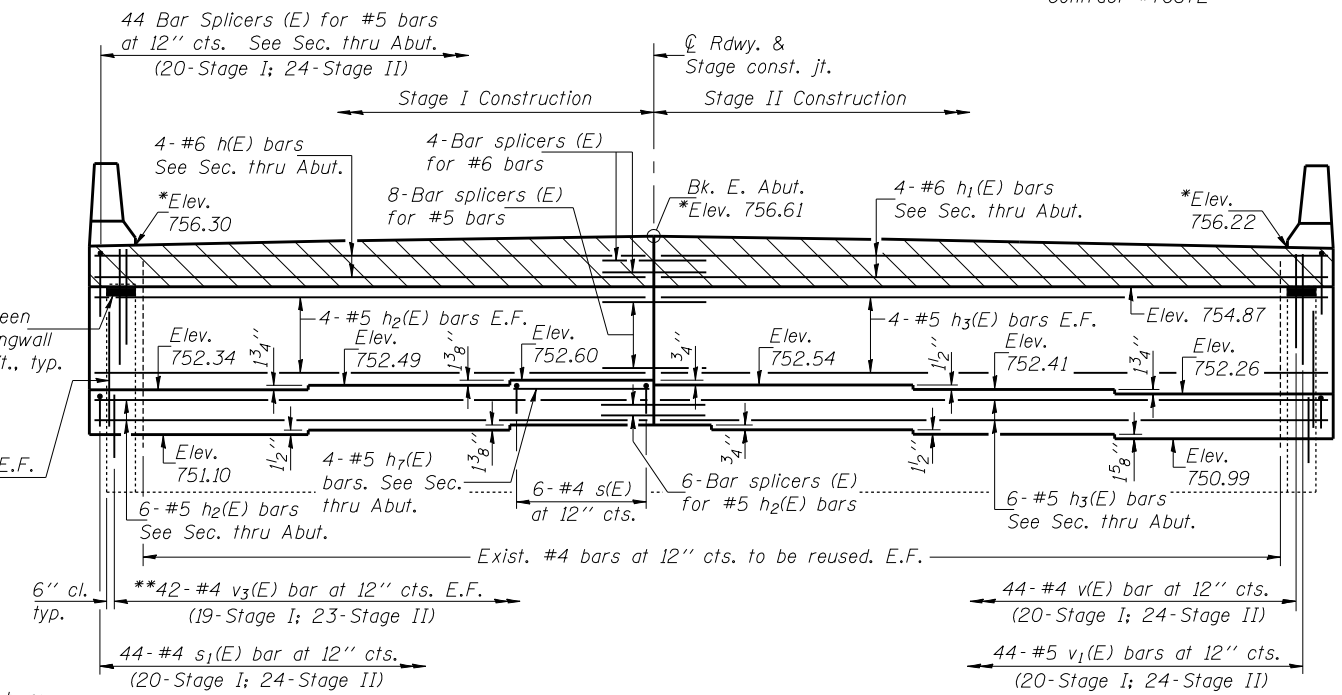 44 Bar Splicers (E) for #5 bars
at 12" cts. See Sec. thru Abut.
(20-Stage I; 24-Stage II)
℄ Rdwy. &
Stage const. jt.
Stage I Construction
Stage II Construction
4-#6 h(E) bars
See Sec. thru Abut.
4-Bar splicers (E)
for #6 bars
*Elev.
756.30
8-Bar splicers (E)
for #5 bars
Bk. E. Abut.
*Elev. 756.61
4-#6 h₁(E) bars
See Sec. thru Abut.
*Elev.
756.22
t., typ.
4-#5 h₂(E) bars E.F.
4-#5 h₃(E) bars E.F.
Elev. 754.87
Elev.
752.34
1¾"
Elev.
752.49
1⅜"
Elev.
752.60
¾"
Elev.
752.54
1½"
Elev.
752.41
1¾"
Elev.
752.26
E.F.
Elev.
751.10
1½"
1⅜"
¾"
1½"
1⅝"
Elev.
750.99
4-#5 h₇(E)
bars. See Sec.
thru Abut.
6-#4 s(E)
at 12" cts.
6-Bar splicers (E)
for #5 h₂(E) bars
6-#5 h₂(E) bars
See Sec. thru Abut.
6-#5 h₃(E) bars
See Sec. thru Abut.
Exist. #4 bars at 12" cts. to be reused. E.F.
6" cl.
typ.
**42-#4 v₃(E) bar at 12" cts. E.F.
(19-Stage I; 23-Stage II)
44-#4 v(E) bar at 12" cts.
(20-Stage I; 24-Stage II)
44-#4 s₁(E) bar at 12" cts.
(20-Stage I; 24-Stage II)
44-#5 v₁(E) bars at 12" cts.
(20-Stage I; 24-Stage II)